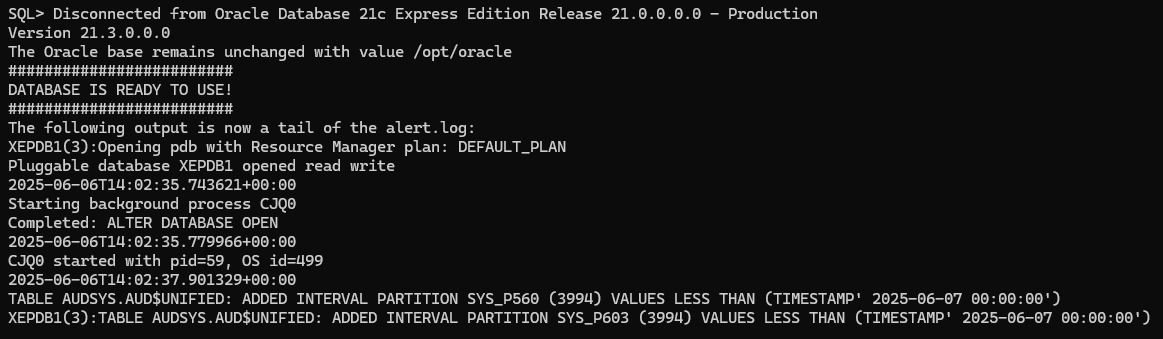 SQL> Disconnected from Oracle Database 21c Express Edition Release 21.0.0.0.0 - Production
Version 21.3.0.0.0
The Oracle base remains unchanged with value /opt/oracle
#########################
DATABASE IS READY TO USE!
#########################
The following output is now a tail of the alert.log:
XEPDB1(3):Opening pdb with Resource Manager plan: DEFAULT_PLAN
Pluggable database XEPDB1 opened read write
2025-06-06T14:02:35.743621+00:00
Starting background process CJQ0
Completed: ALTER DATABASE OPEN
2025-06-06T14:02:35.779966+00:00
CJQ0 started with pid=59, OS id=499
2025-06-06T14:02:37.901329+00:00
TABLE AUDSYS.AUD$UNIFIED: ADDED INTERVAL PARTITION SYS_P560 (3994) VALUES LESS THAN (TIMESTAMP' 2025-06-07 00:00:00')
XEPDB1(3):TABLE AUDSYS.AUD$UNIFIED: ADDED INTERVAL PARTITION SYS_P603 (3994) VALUES LESS THAN (TIMESTAMP' 2025-06-07 00:00:00')